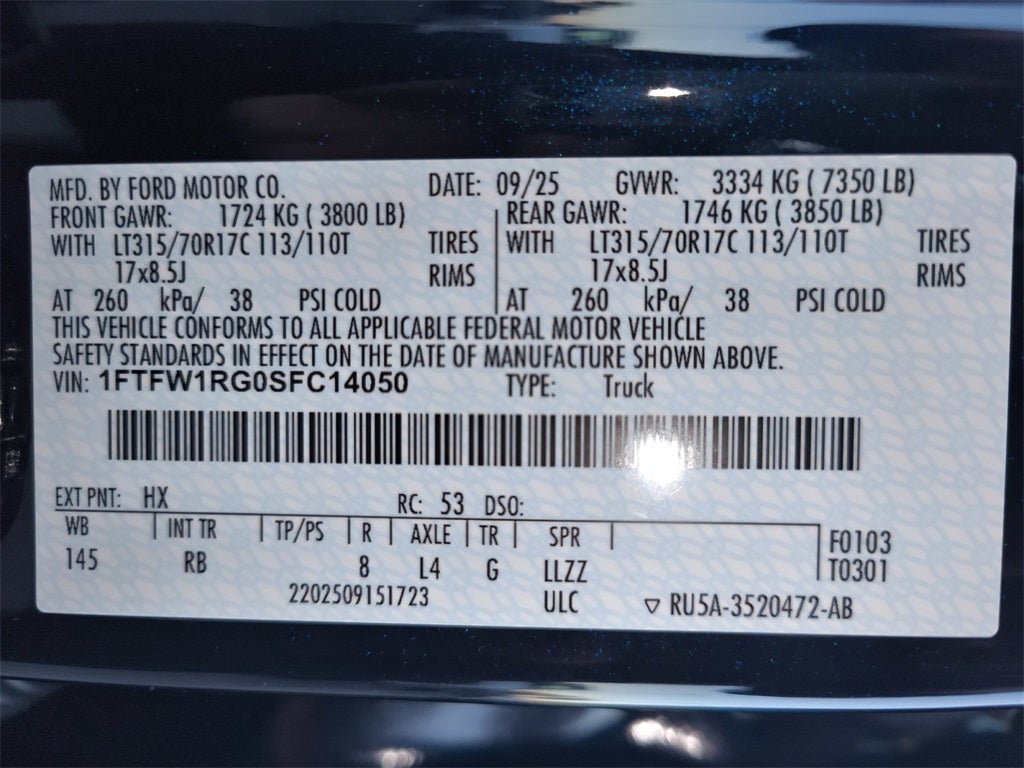 MFD. BY FORD MOTOR CO. DATE: 09/25 GVWR: 3334 KG ( 7350 LB)
FRONT GAWR: 1724 KG ( 3800 LB) REAR GAWR: 1746 KG ( 3850 LB)
WITH LT315/70R17C 113/110T TIRES WITH LT315/70R17C 113/110T TIRES
17x8.5J RIMS 17x8.5J RIMS
AT 260 kPa/ 38 PSI COLD AT 260 kPa/ 38 PSI COLD
THIS VEHICLE CONFORMS TO ALL APPLICABLE FEDERAL MOTOR VEHICLE
SAFETY STANDARDS IN EFFECT ON THE DATE OF MANUFACTURE SHOWN ABOVE.
VIN: 1FTFW1RG0SFC14050 TYPE: Truck
EXT PNT: HX RC: 53 DSO:
WB INT TR TP/PS R AXLE TR SPR F0103
145 RB 8 L4 G LLZZ T0301
2202509151723 ULC ▽ RU5A-3520472-AB